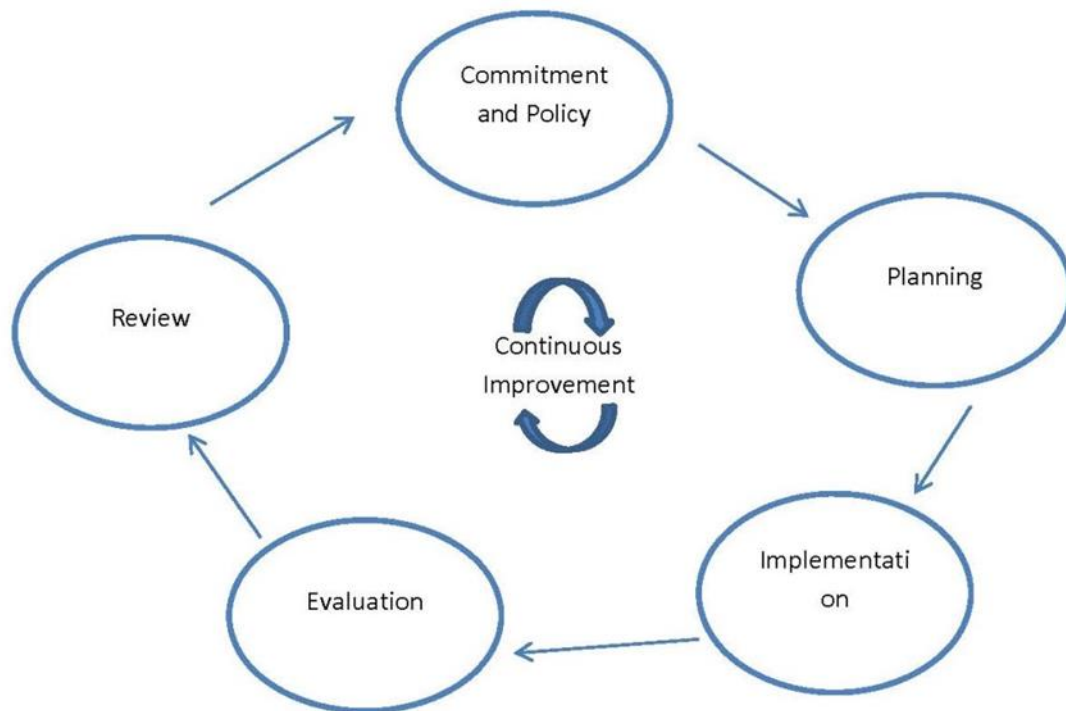 Commitment
and Policy
Planning
Implementati
on
Evaluation
Review
Continuous
Improvement